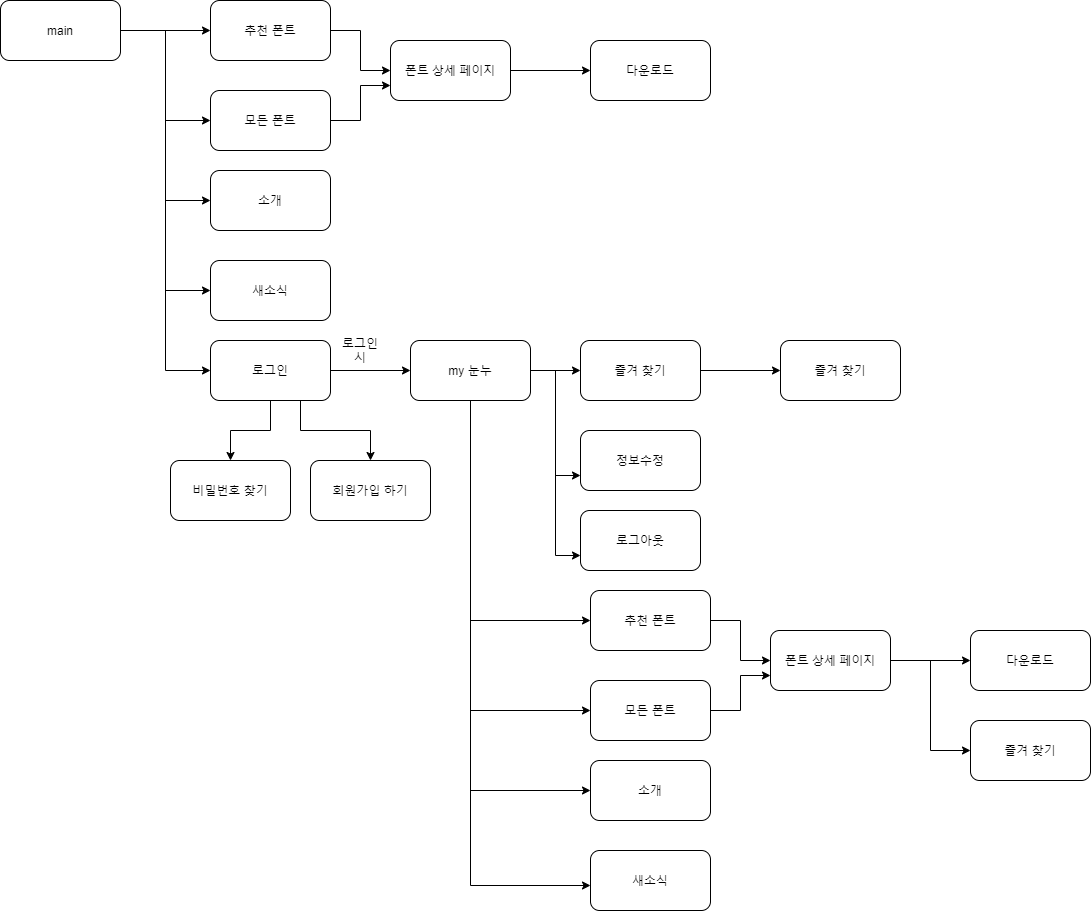 main
추천 폰트
폰트 상세 페이지
다운로드
모든 폰트
소개
새소식
로그인
로그인
시
my 눈누
즐겨 찾기
즐겨 찾기
비밀번호 찾기
회원가입 하기
정보수정
로그아웃
추천 폰트
폰트 상세 페이지
다운로드
모든 폰트
즐겨 찾기
소개
새소식